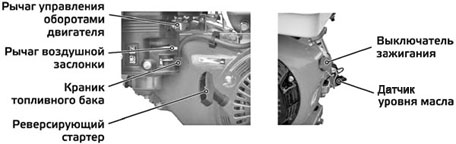 Рычаг управления
оборотами
двигателя
Рычаг воздушной
заслонки
Краник
топливного бака
Реверсирующий
стартер
Выключатель
зажигания
Датчик
уровня масла